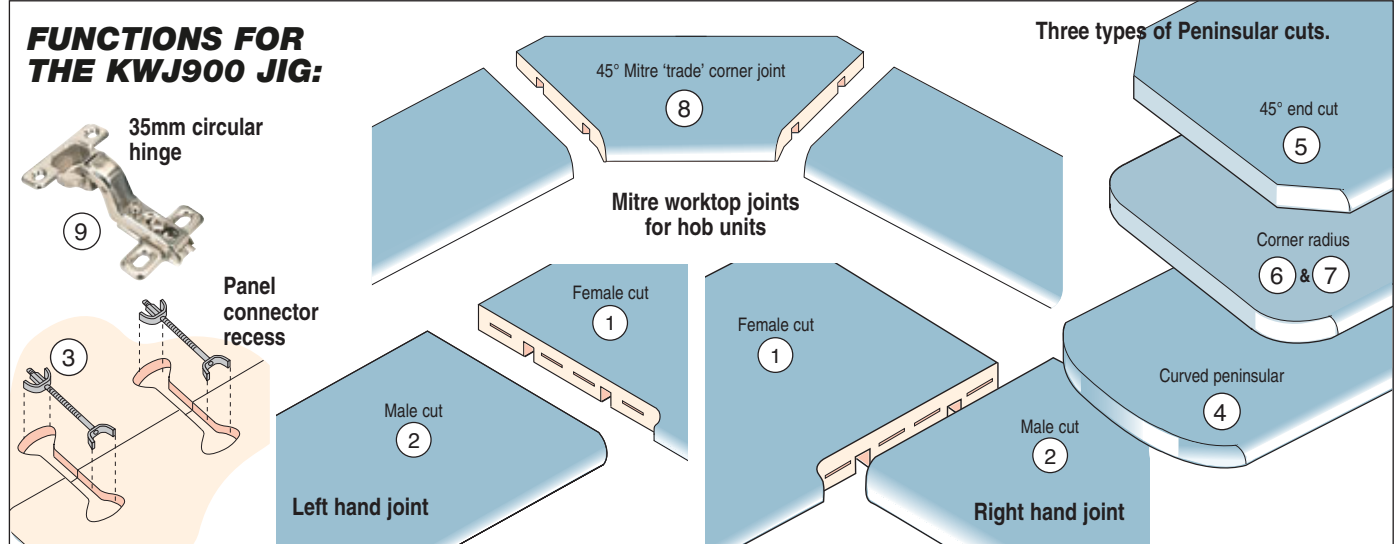 FUNCTIONS FOR
THE KWJ900 JIG:
35mm circular
hinge
9
Panel
connector
recess
3
45° Mitre ‘trade’ corner joint
8
Mitre worktop joints
for hob units
Three types of Peninsular cuts.
45° end cut
5
Corner radius
6 & 7
Curved peninsular
4
Female cut
1
Male cut
2
Left hand joint
Female cut
1
Male cut
2
Right hand joint